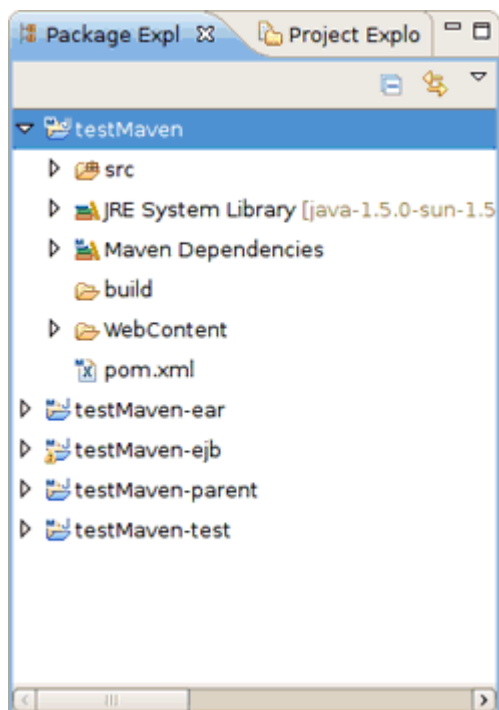 Package Expl Project Explo
testMaven
src
JRE System Library [java-1.5.0-sun-1.5
Maven Dependencies
build
WebContent
pom.xml
testMaven-ear
testMaven-ejb
testMaven-parent
testMaven-test